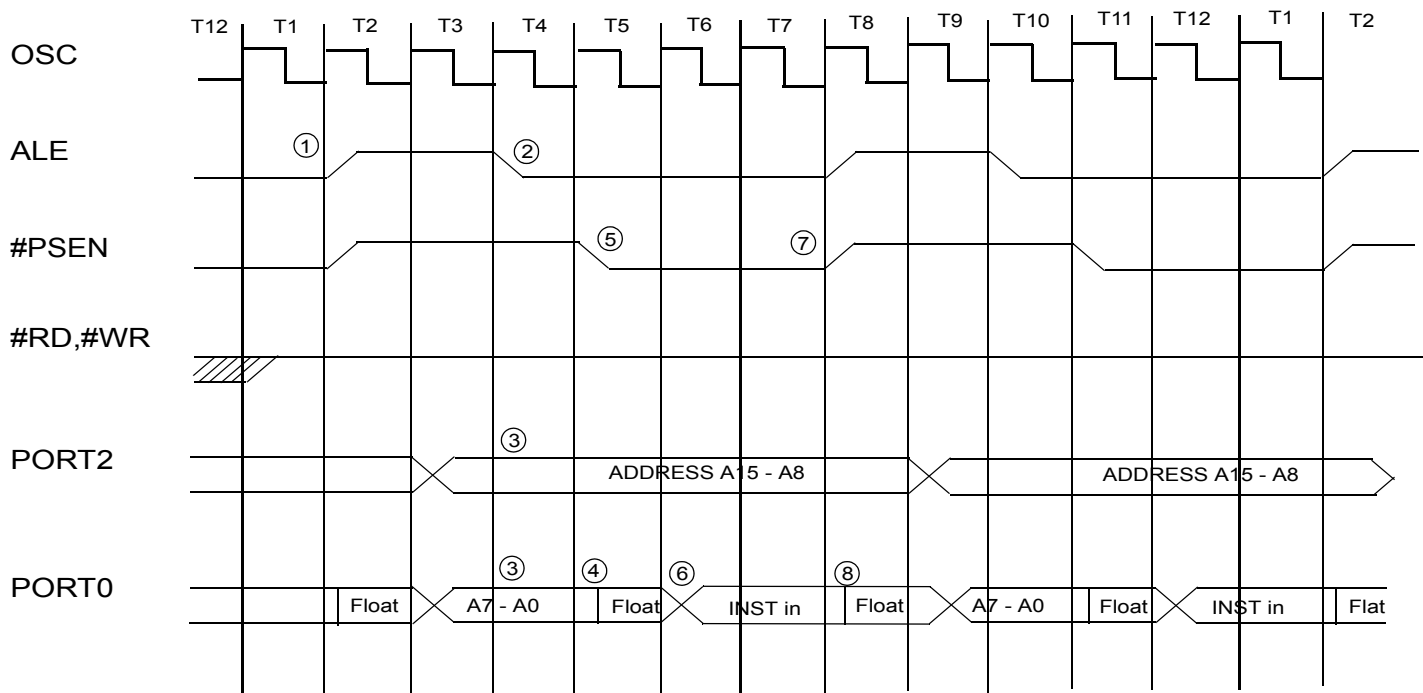 T12 T1 T2 T3 T4 T5 T6 T7 T8 T9 T10 T11 T12 T1 T2
OSC
ALE ① ②
#PSEN ⑤ ⑦
#RD,#WR
③
PORT2 ADDRESS A15 - A8 ADDRESS A15 - A8
③ ④ ⑥ ⑧
PORT0 Float A7 - A0 Float INST in Float A7 - A0 Float INST in Flat